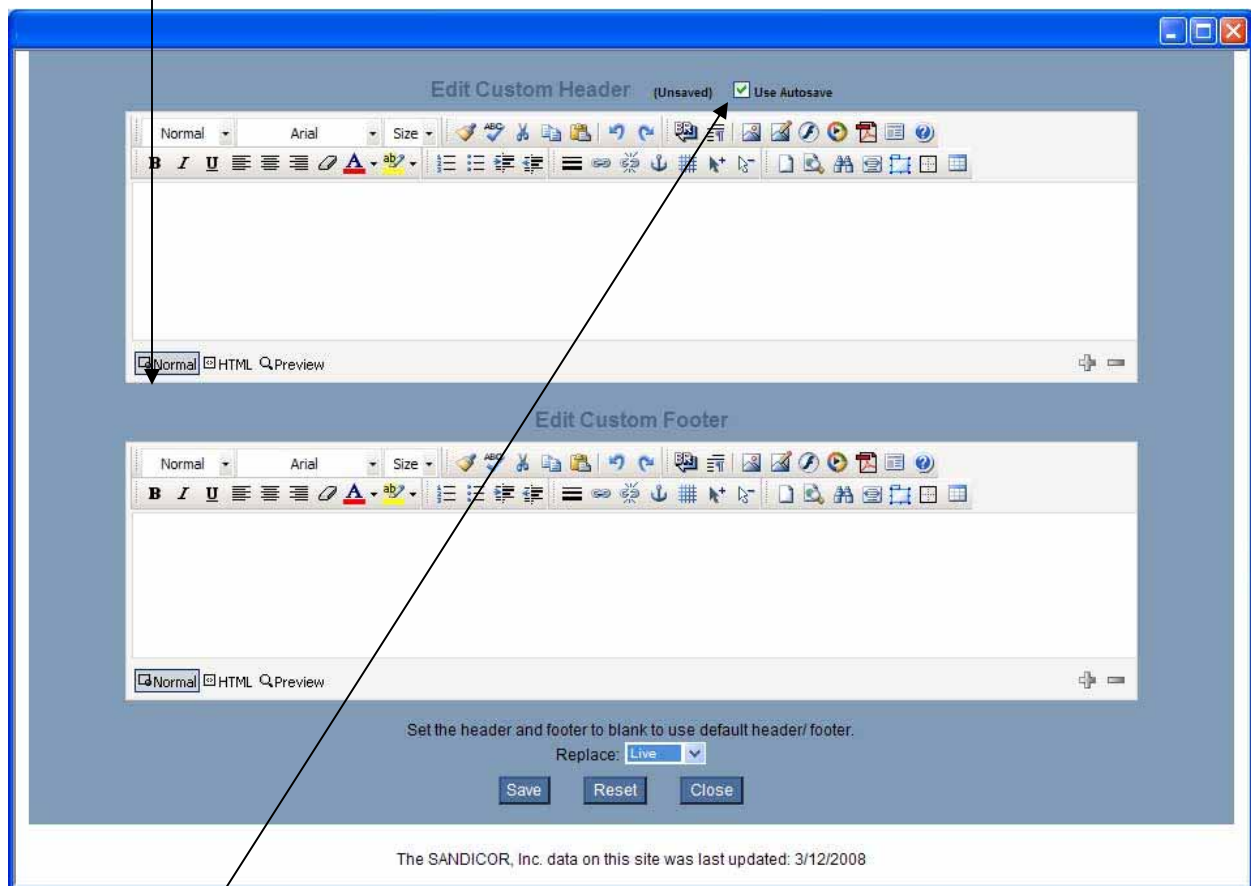 Edit Custom Header (Unsaved) Use Autosave
Normal Arial Size
B I U A ab
Normal HTML Preview
Edit Custom Footer
Normal Arial Size
B I U A ab
Normal HTML Preview
Set the header and footer to blank to use default header/ footer.
Replace: Live
Save Reset Close
The SANDICOR, Inc. data on this site was last updated: 3/12/2008